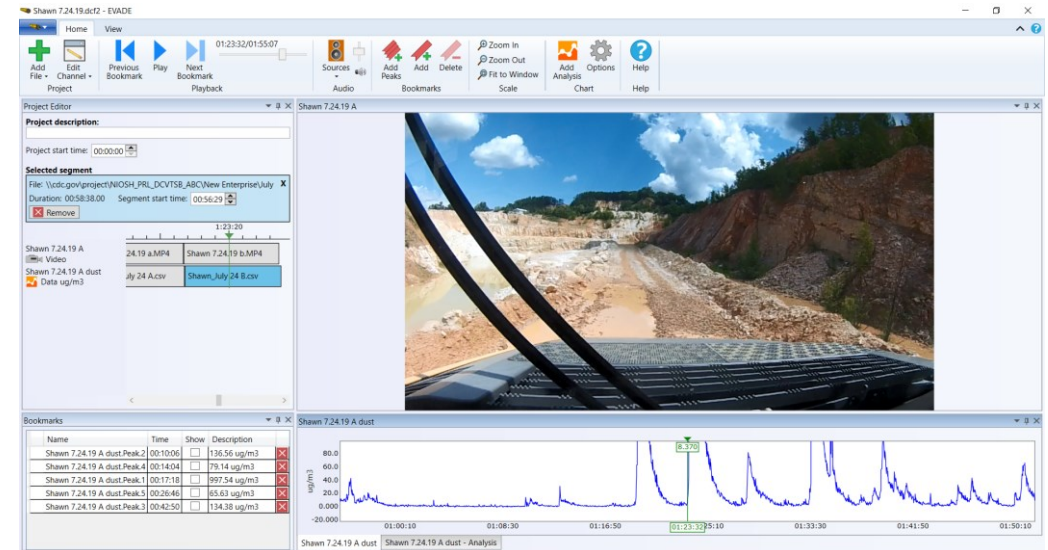 Shawn 7.24.19.dcf2 - EVADE
Home View
Add File
Edit Channel
Previous Bookmark
Play
Next Bookmark
01:23:32/01:55:07
Sources
Add Peaks
Add
Delete
Zoom In
Zoom Out
Fit to Window
Add Analysis
Options
Help
Project Playback Audio Bookmarks Scale Chart Help
Project Editor
Shawn 7.24.19 A
Project description:
Project start time: 00:00:00
Selected segment
File: \\cdc.gov\project\NIOSH_PRL_DCVTSB_ABC\New Enterprise\July X
Duration: 00:58:38.00 Segment start time: 00:56:29
Remove
1:23:20
Shawn 7.24.19 A
Video
24.19 a.MP4 Shawn 7.24.19 b.MP4
Shawn 7.24.19 A dust
Data ug/m3
uly 24 A.csv Shawn_July 24 B.csv
Bookmarks
Name Time Show Description
Shawn 7.24.19 A dust.Peak.2 00:10:06 136.56 ug/m3
Shawn 7.24.19 A dust.Peak.4 00:14:04 79.14 ug/m3
Shawn 7.24.19 A dust.Peak.1 00:17:18 997.54 ug/m3
Shawn 7.24.19 A dust.Peak.5 00:26:46 65.63 ug/m3
Shawn 7.24.19 A dust.Peak.3 00:42:50 134.38 ug/m3
Shawn 7.24.19 A dust
8.370
80.0
60.0
40.0
20.0
0.000
-20.000
ug/m3
01:00:10 01:08:30 01:16:50 01:23:32 25:10 01:33:30 01:41:50 01:50:10
Shawn 7.24.19 A dust Shawn 7.24.19 A dust - Analysis